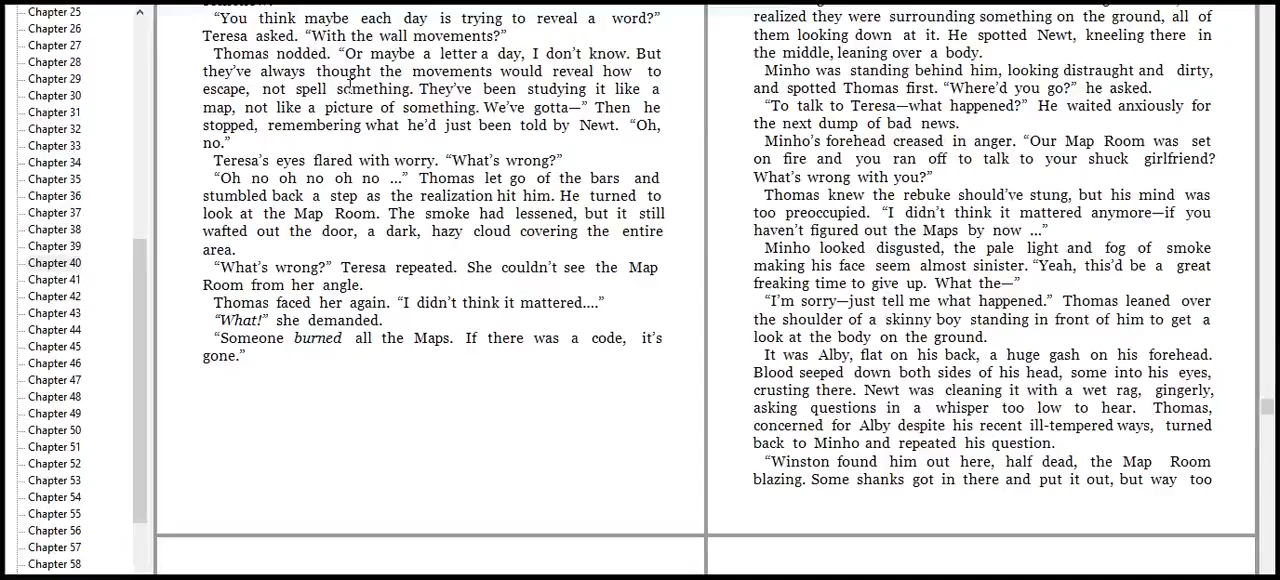 Chapter 25
Chapter 26
Chapter 27
Chapter 28
Chapter 29
Chapter 30
Chapter 31
Chapter 32
Chapter 33
Chapter 34
Chapter 35
Chapter 36
Chapter 37
Chapter 38
Chapter 39
Chapter 40
Chapter 41
Chapter 42
Chapter 43
Chapter 44
Chapter 45
Chapter 46
Chapter 47
Chapter 48
Chapter 49
Chapter 50
Chapter 51
Chapter 52
Chapter 53
Chapter 54
Chapter 55
Chapter 56
Chapter 57
Chapter 58
“You think maybe each day is trying to reveal a word?”
Teresa asked. “With the wall movements?”
Thomas nodded. “Or maybe a letter a day, I don’t know. But
they’ve always thought the movements would reveal how to
escape, not spell something. They’ve been studying it like a
map, not like a picture of something. We’ve gotta—” Then he
stopped, remembering what he’d just been told by Newt. “Oh,
no.”
Teresa’s eyes flared with worry. “What’s wrong?”
“Oh no oh no oh no ...” Thomas let go of the bars and
stumbled back a step as the realization hit him. He turned to
look at the Map Room. The smoke had lessened, but it still
wafted out the door, a dark, hazy cloud covering the entire
area.
“What’s wrong?” Teresa repeated. She couldn’t see the Map
Room from her angle.
Thomas faced her again. “I didn’t think it mattered....”
“What!” she demanded.
“Someone burned all the Maps. If there was a code, it’s
gone.”
realized they were surrounding something on the ground, all of
them looking down at it. He spotted Newt, kneeling there in
the middle, leaning over a body.
Minho was standing behind him, looking distraught and dirty,
and spotted Thomas first. “Where’d you go?” he asked.
“To talk to Teresa—what happened?” He waited anxiously for
the next dump of bad news.
Minho’s forehead creased in anger. “Our Map Room was set
on fire and you ran off to talk to your shuck girlfriend?
What’s wrong with you?”
Thomas knew the rebuke should’ve stung, but his mind was
too preoccupied. “I didn’t think it mattered anymore—if you
haven’t figured out the Maps by now ...”
Minho looked disgusted, the pale light and fog of smoke
making his face seem almost sinister. “Yeah, this’d be a great
freaking time to give up. What the—”
“I’m sorry—just tell me what happened.” Thomas leaned over
the shoulder of a skinny boy standing in front of him to get a
look at the body on the ground.
It was Alby, flat on his back, a huge gash on his forehead.
Blood seeped down both sides of his head, some into his eyes,
crusting there. Newt was cleaning it with a wet rag, gingerly,
asking questions in a whisper too low to hear. Thomas,
concerned for Alby despite his recent ill-tempered ways, turned
back to Minho and repeated his question.
“Winston found him out here, half dead, the Map Room
blazing. Some shanks got in there and put it out, but way too